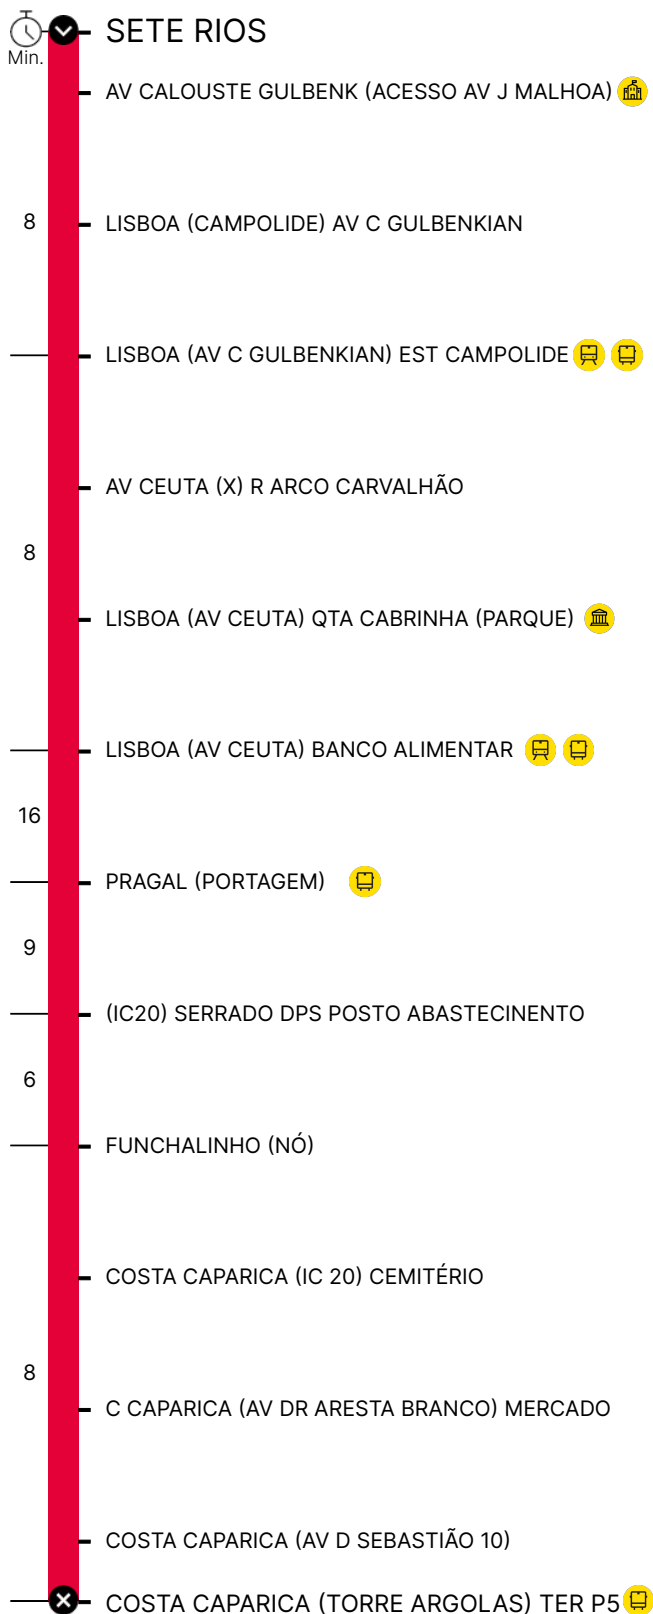 SETE RIOS
Min.
AV CALOUSTE GULBENK (ACESSO AV J MALHOA)
8
LISBOA (CAMPOLIDE) AV C GULBENKIAN
LISBOA (AV C GULBENKIAN) EST CAMPOLIDE
AV CEUTA (X) R ARCO CARVALHÃO
8
LISBOA (AV CEUTA) QTA CABRINHA (PARQUE)
LISBOA (AV CEUTA) BANCO ALIMENTAR
16
PRAGAL (PORTAGEM)
9
(IC20) SERRADO DPS POSTO ABASTECINENTO
6
FUNCHALINHO (NÓ)
COSTA CAPARICA (IC 20) CEMITÉRIO
8
C CAPARICA (AV DR ARESTA BRANCO) MERCADO
COSTA CAPARICA (AV D SEBASTIÃO 10)
COSTA CAPARICA (TORRE ARGOLAS) TER P5